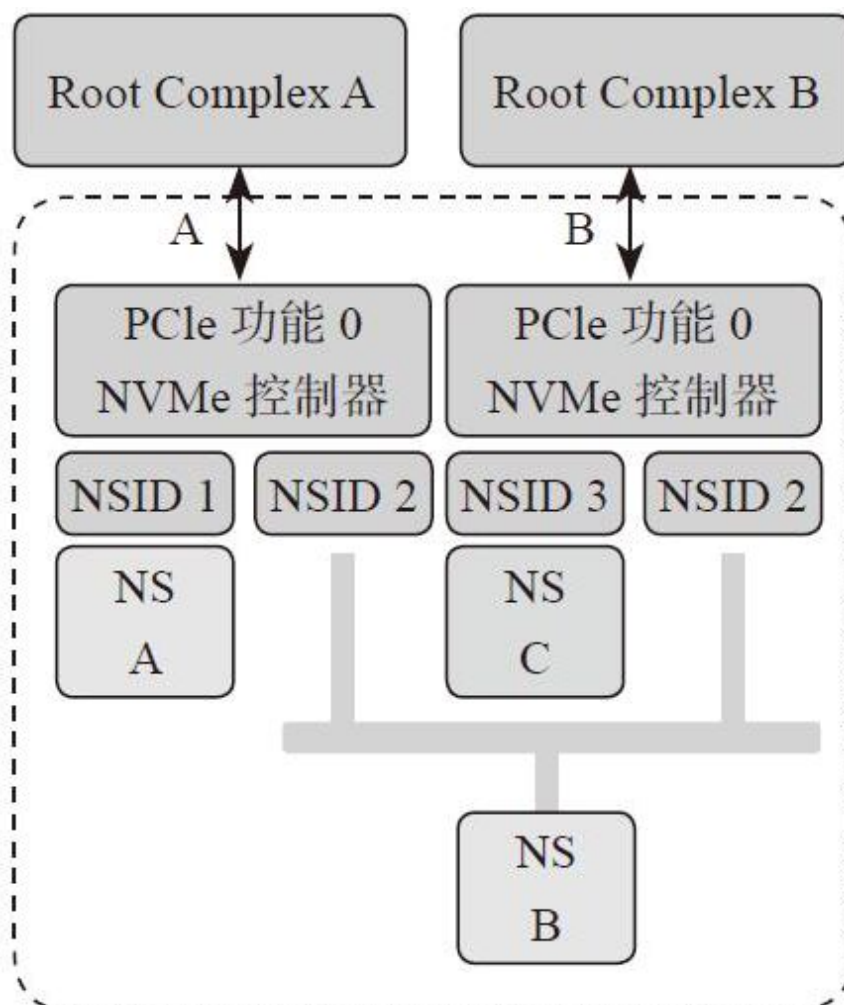 Root Complex A
Root Complex B
A
B
PCle 功能 0
NVMe 控制器
PCle 功能 0
NVMe 控制器
NSID 1
NSID 2
NSID 3
NSID 2
NS
A
NS
C
NS
B